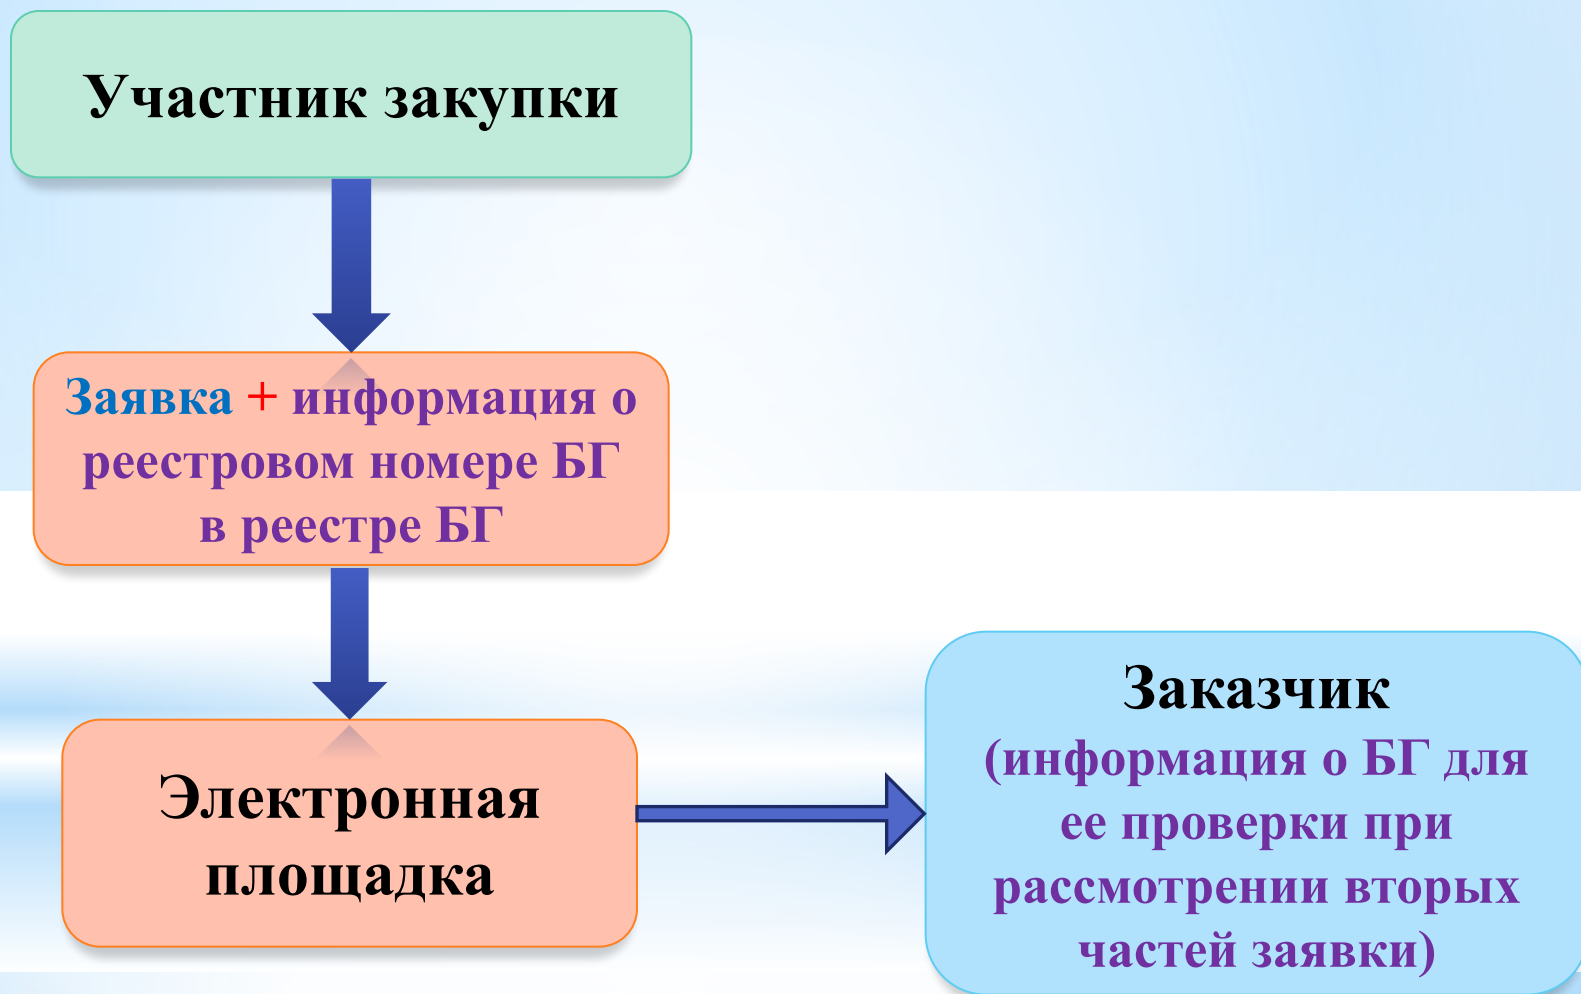 Участник закупки
Заявка + информация о
реестровом номере БГ
в реестре БГ
Электронная
площадка
Заказчик
(информация о БГ для
ее проверки при
рассмотрении вторых
частей заявки)